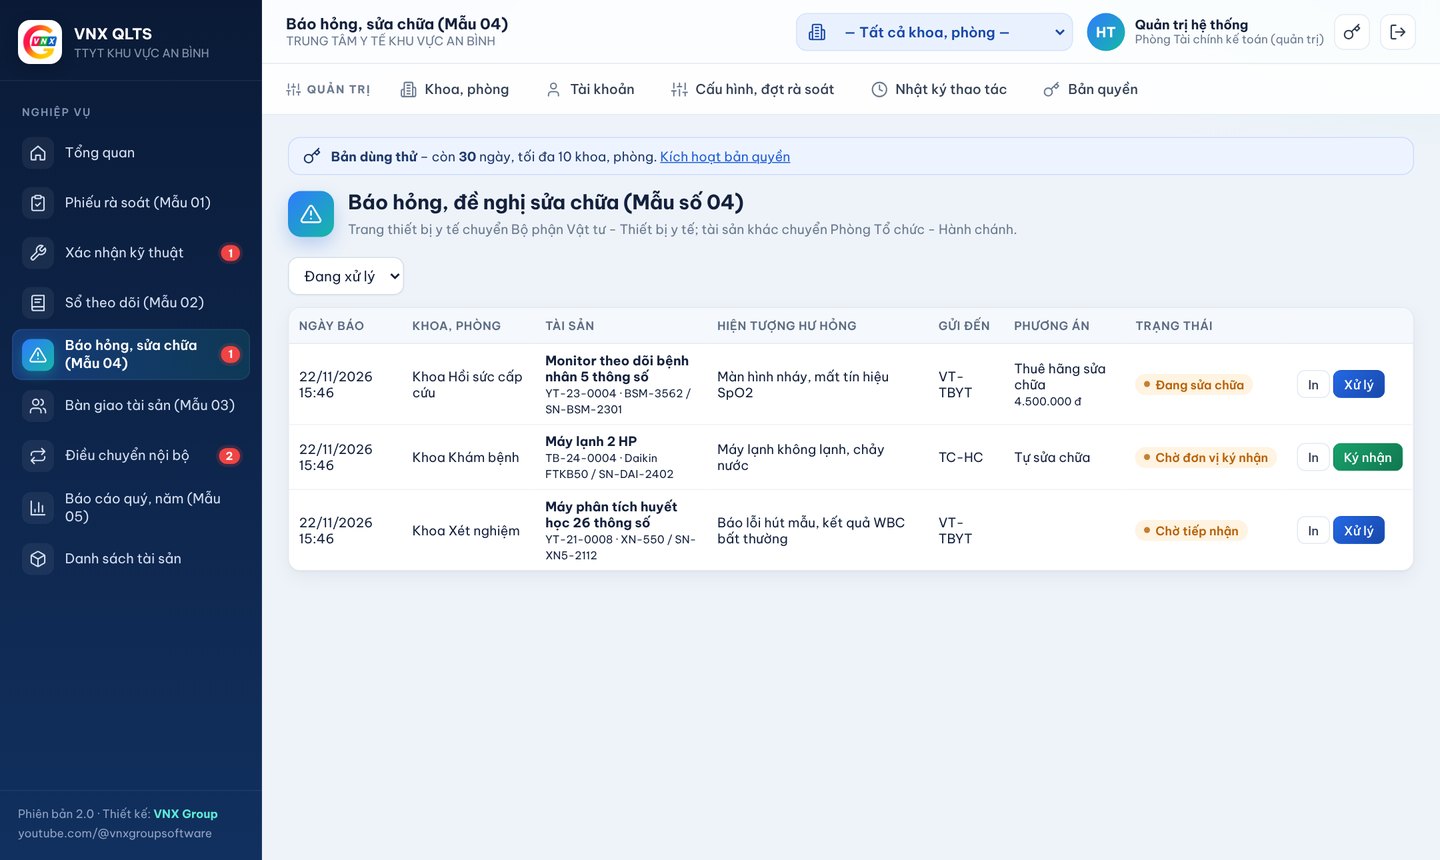 VNX
VNX QLTS
TTYT KHU VỰC AN BÌNH
NGHIỆP VỤ
Tổng quan
Phiếu rà soát (Mẫu 01)
Xác nhận kỹ thuật 1
Sổ theo dõi (Mẫu 02)
Báo hỏng, sửa chữa
(Mẫu 04) 1
Bàn giao tài sản (Mẫu 03)
Điều chuyển nội bộ 2
Báo cáo quý, năm (Mẫu
05)
Danh sách tài sản
Phiên bản 2.0 · Thiết kế: VNX Group
youtube.com/@vnxgroupsoftware
Báo hỏng, sửa chữa (Mẫu 04)
TRUNG TÂM Y TẾ KHU VỰC AN BÌNH
— Tất cả khoa, phòng —
HT
Quản trị hệ thống
Phòng Tài chính kế toán (quản trị)
QUẢN TRỊ
Khoa, phòng
Tài khoản
Cấu hình, đợt rà soát
Nhật ký thao tác
Bản quyền
Bản dùng thử – còn 30 ngày, tối đa 10 khoa, phòng. Kích hoạt bản quyền
Báo hỏng, đề nghị sửa chữa (Mẫu số 04)
Trang thiết bị y tế chuyển Bộ phận Vật tư - Thiết bị y tế; tài sản khác chuyển Phòng Tổ chức - Hành chánh.
Đang xử lý
NGÀY BÁO KHOA, PHÒNG TÀI SẢN HIỆN TƯỢNG HƯ HỎNG GỬI ĐẾN PHƯƠNG ÁN TRẠNG THÁI
22/11/2026
15:46
Khoa Hồi sức cấp
cứu
Monitor theo dõi bệnh
nhân 5 thông số
YT-23-0004 · BSM-3562 /
SN-BSM-2301
Màn hình nháy, mất tín hiệu
SpO2
VT-
TBYT
Thuê hãng sửa
chữa
4.500.000 đ
Đang sửa chữa
In
Xử lý
22/11/2026
15:46
Khoa Khám bệnh
Máy lạnh 2 HP
TB-24-0004 · Daikin
FTKB50 / SN-DAI-2402
Máy lạnh không lạnh, chảy
nước
TC-HC
Tự sửa chữa
Chờ đơn vị ký nhận
In
Ký nhận
22/11/2026
15:46
Khoa Xét nghiệm
Máy phân tích huyết
học 26 thông số
YT-21-0008 · XN-550 / SN-
XN5-2112
Báo lỗi hút mẫu, kết quả WBC
bất thường
VT-
TBYT
Chờ tiếp nhận
In
Xử lý